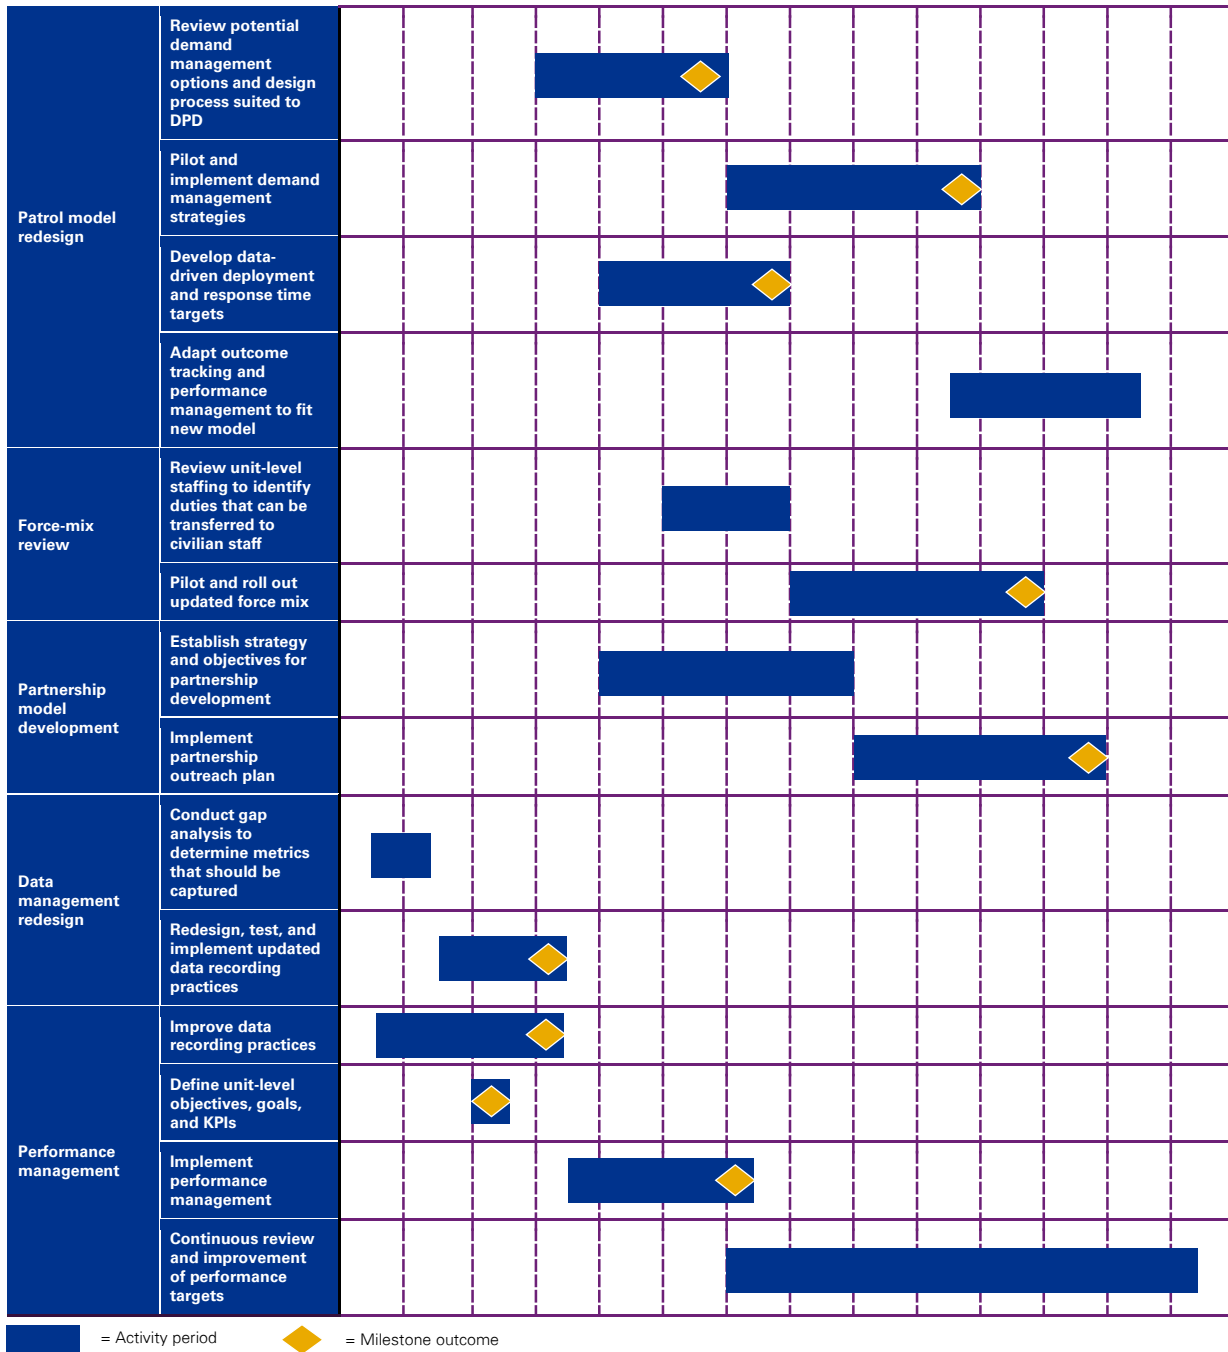 Patrol model
redesign
Review potential
demand
management
options and design
process suited to
DPD
Pilot and
implement demand
management
strategies
Develop data-
driven deployment
and response time
targets
Adapt outcome
tracking and
performance
management to fit
new model
Force-mix
review
Review unit-level
staffing to identify
duties that can be
transferred to
civilian staff
Pilot and roll out
updated force mix
Partnership
model
development
Establish strategy
and objectives for
partnership
development
Implement
partnership
outreach plan
Data
management
redesign
Conduct gap
analysis to
determine metrics
that should be
captured
Redesign, test, and
implement updated
data recording
practices
Performance
management
Improve data
recording practices
Define unit-level
objectives, goals,
and KPIs
Implement
performance
management
Continuous review
and improvement
of performance
targets
= Activity period
= Milestone outcome